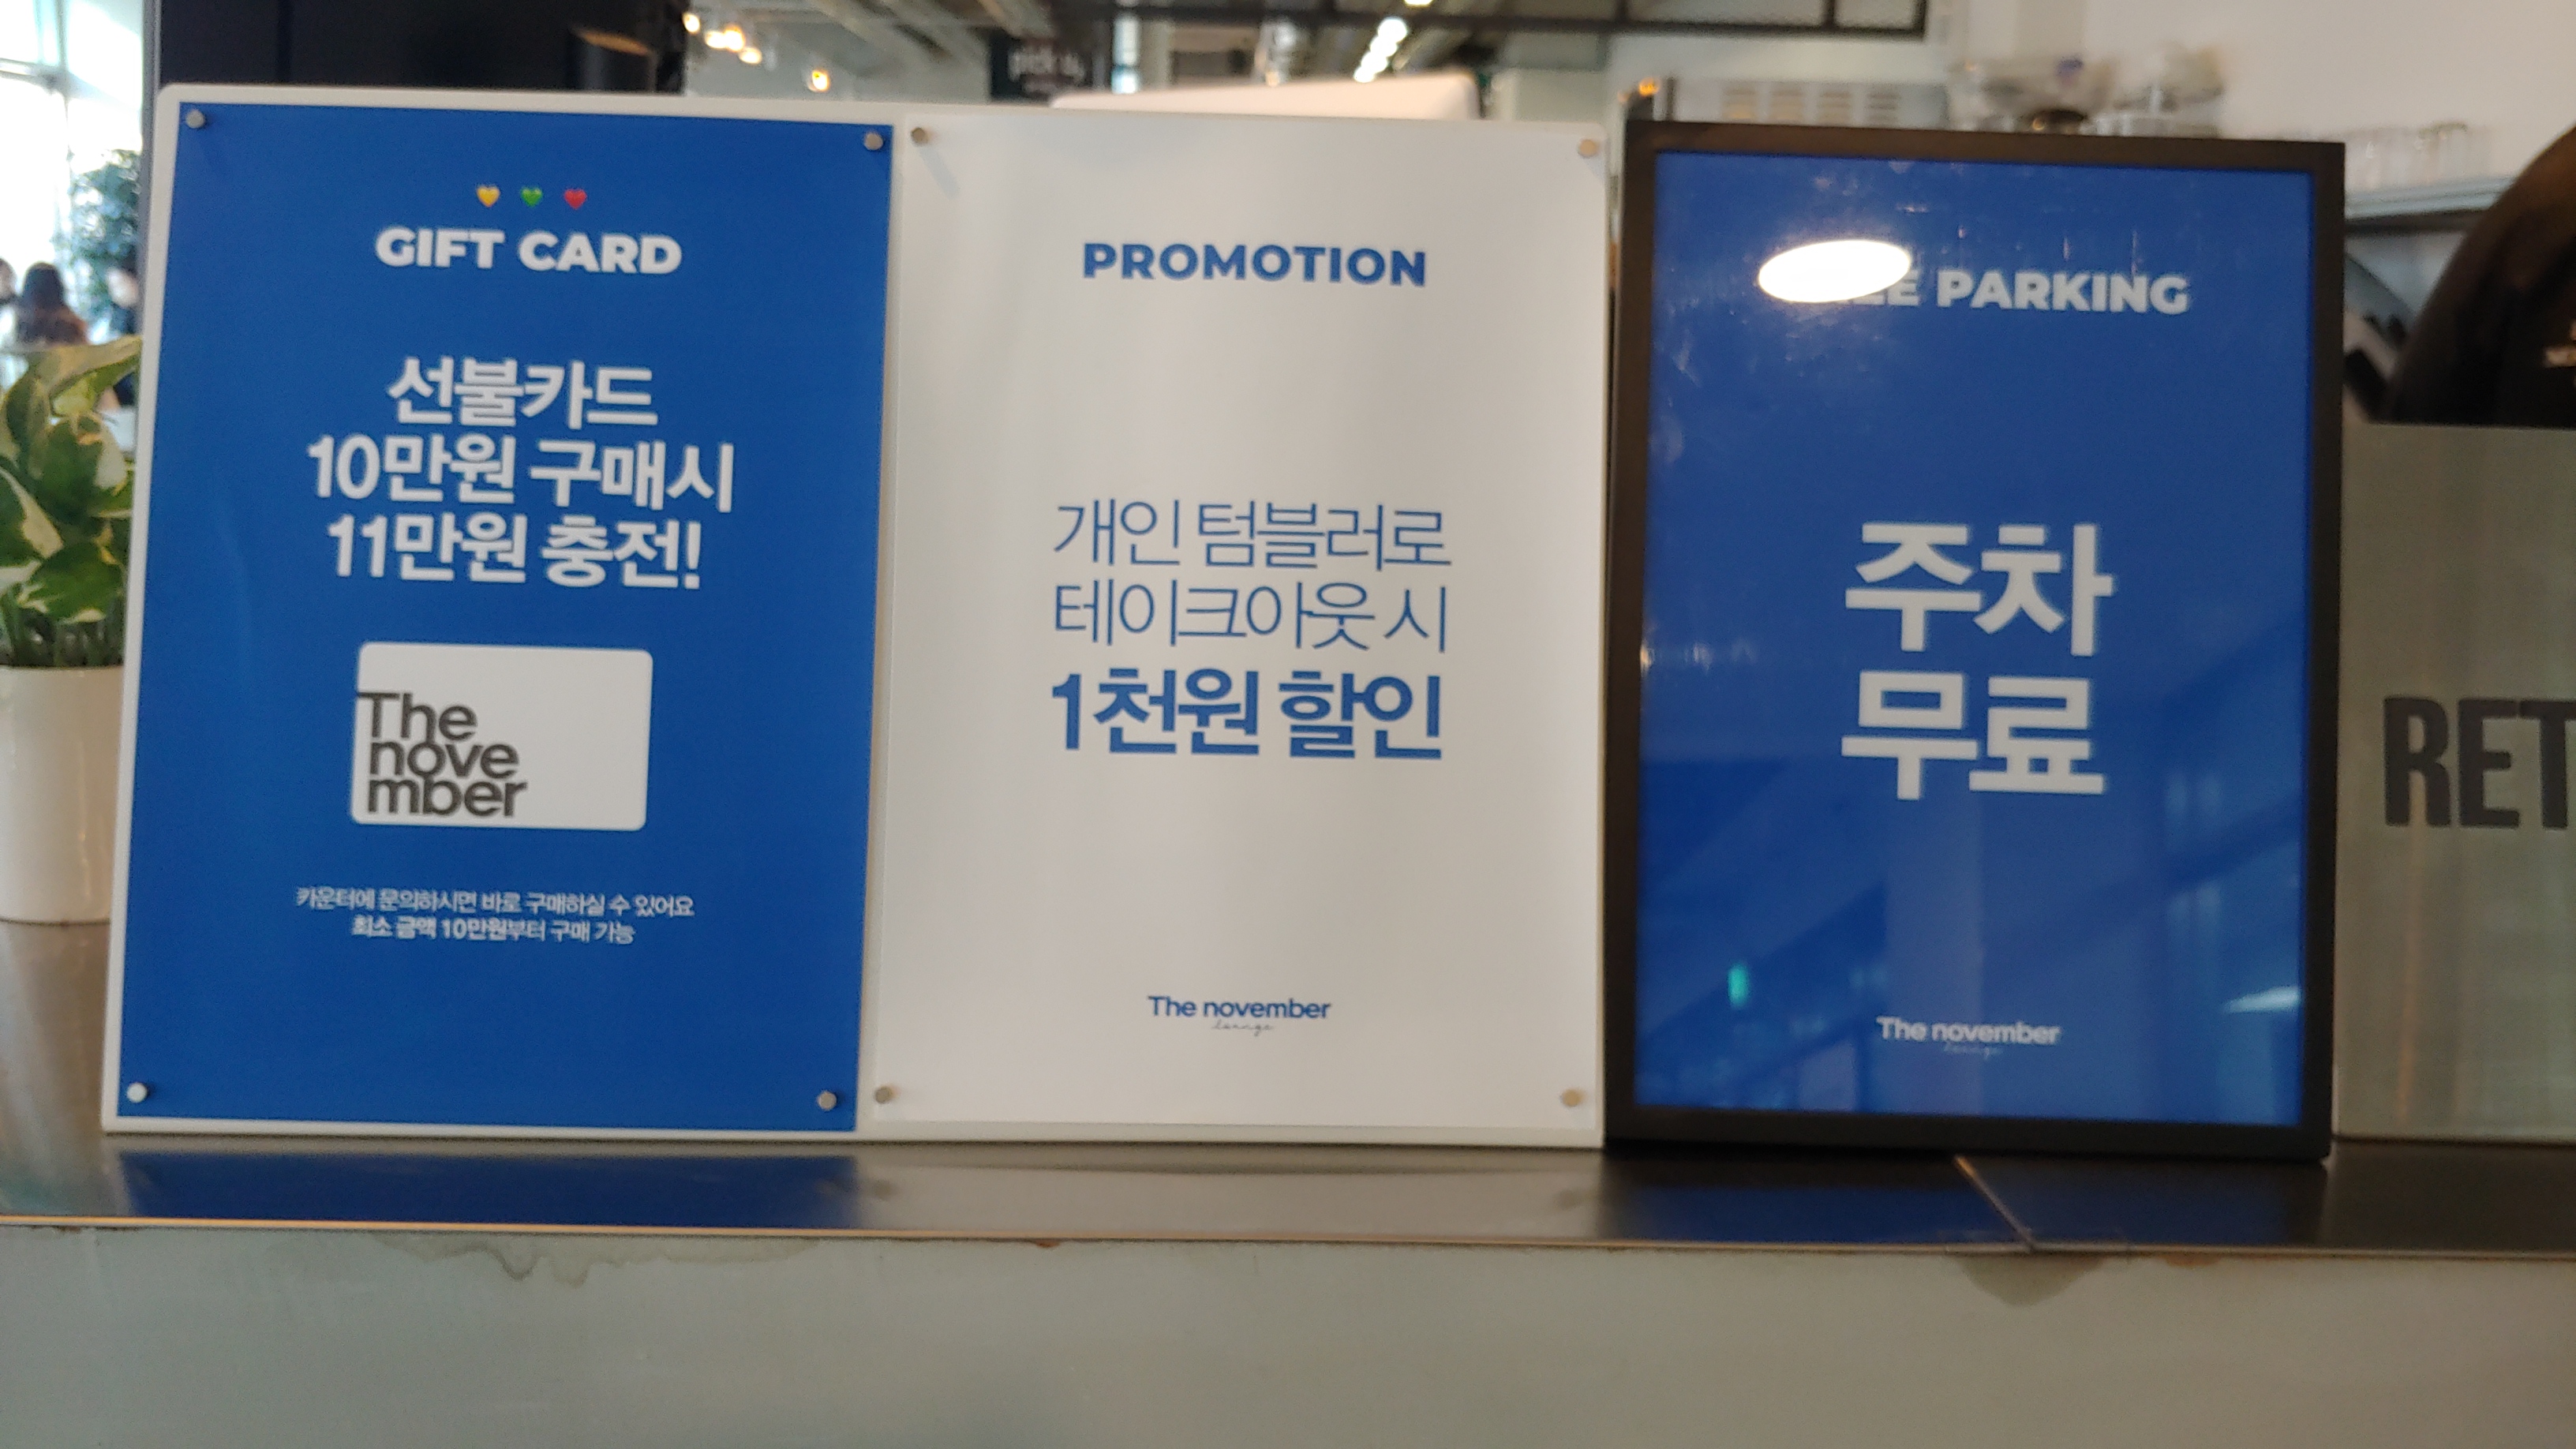 GIFT CARD
선불카드
10만원 구매시
11만원 충전!
The
nove
mber
카운터에 문의하시면 바로 구매하실 수 있어요
최소 금액 10만원부터 구매 가능
PROMOTION
개인 텀블러로
테이크아웃 시
1천원 할인
The november
lounge
PARKING
주차
무료
The november
lounge
pick up